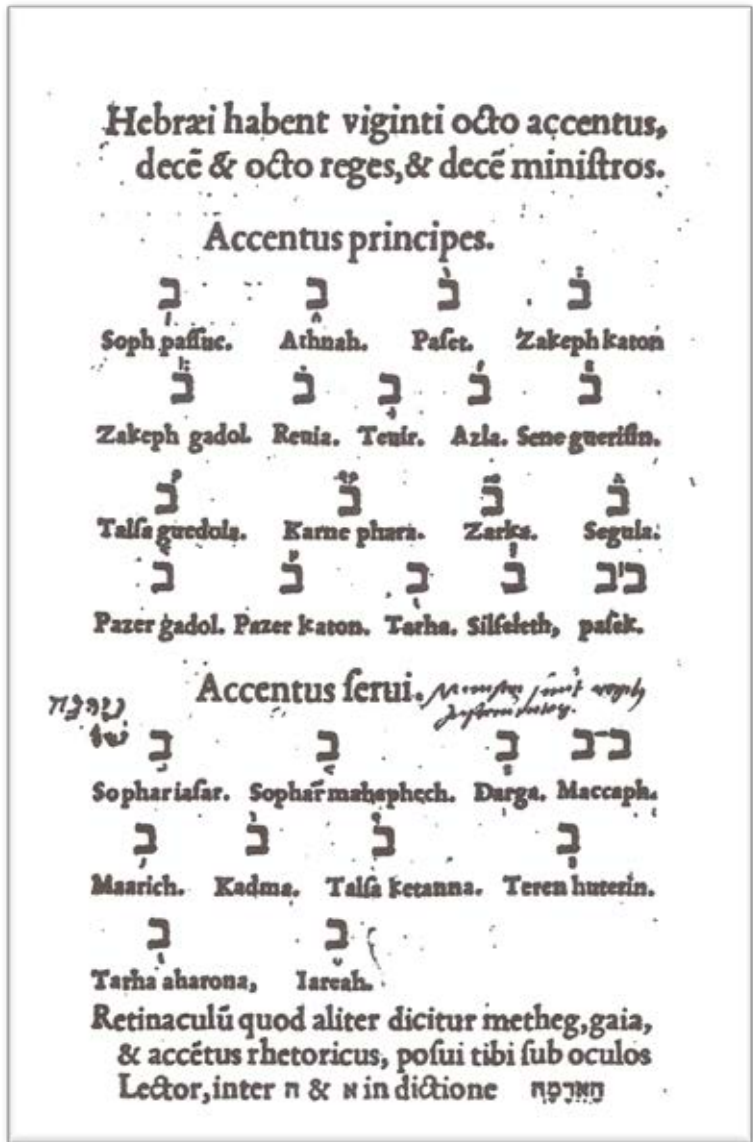 Hebræi habent viginti octo accentus,
decē & octo reges, & decē miniſtros.
Accentus principes.
בֽ ב֑ ב֙ ב֔
Soph paſſuc. Athnah. Paſet. Zakeph katon
ב֕ ב֗ ב֛ ב֜ ב֞
Zakeph gadol. Reuia. Teuir. Azla. Sene gueriſin.
ב֠ ב֟ ב֘ ב֒
Talſa guedola. Karne phara. Zarka. Segula.
ב ב֡ ב֖ ב֓ ב׀ב
Pazer gadol. Pazer katon. Tarha. Silſeleth, paſek.
Accentus ſerui.
ב֣ ב֤ ב֧ ב־ב
Sophar iaſar. Sophar mahaphech. Darga. Maccaph.
ב֥ ב֨ ב֩ ב֦
Maarich. Kadma. Talſa ketanna. Teren huterin.
ב֖ ב֪
Tarha aharona, Iareah.
Retinaculū quod aliter dicitur metheg, gaia,
& accētus rhetoricus, poſui tibi ſub oculos
Lector, inter ה & א in dictione